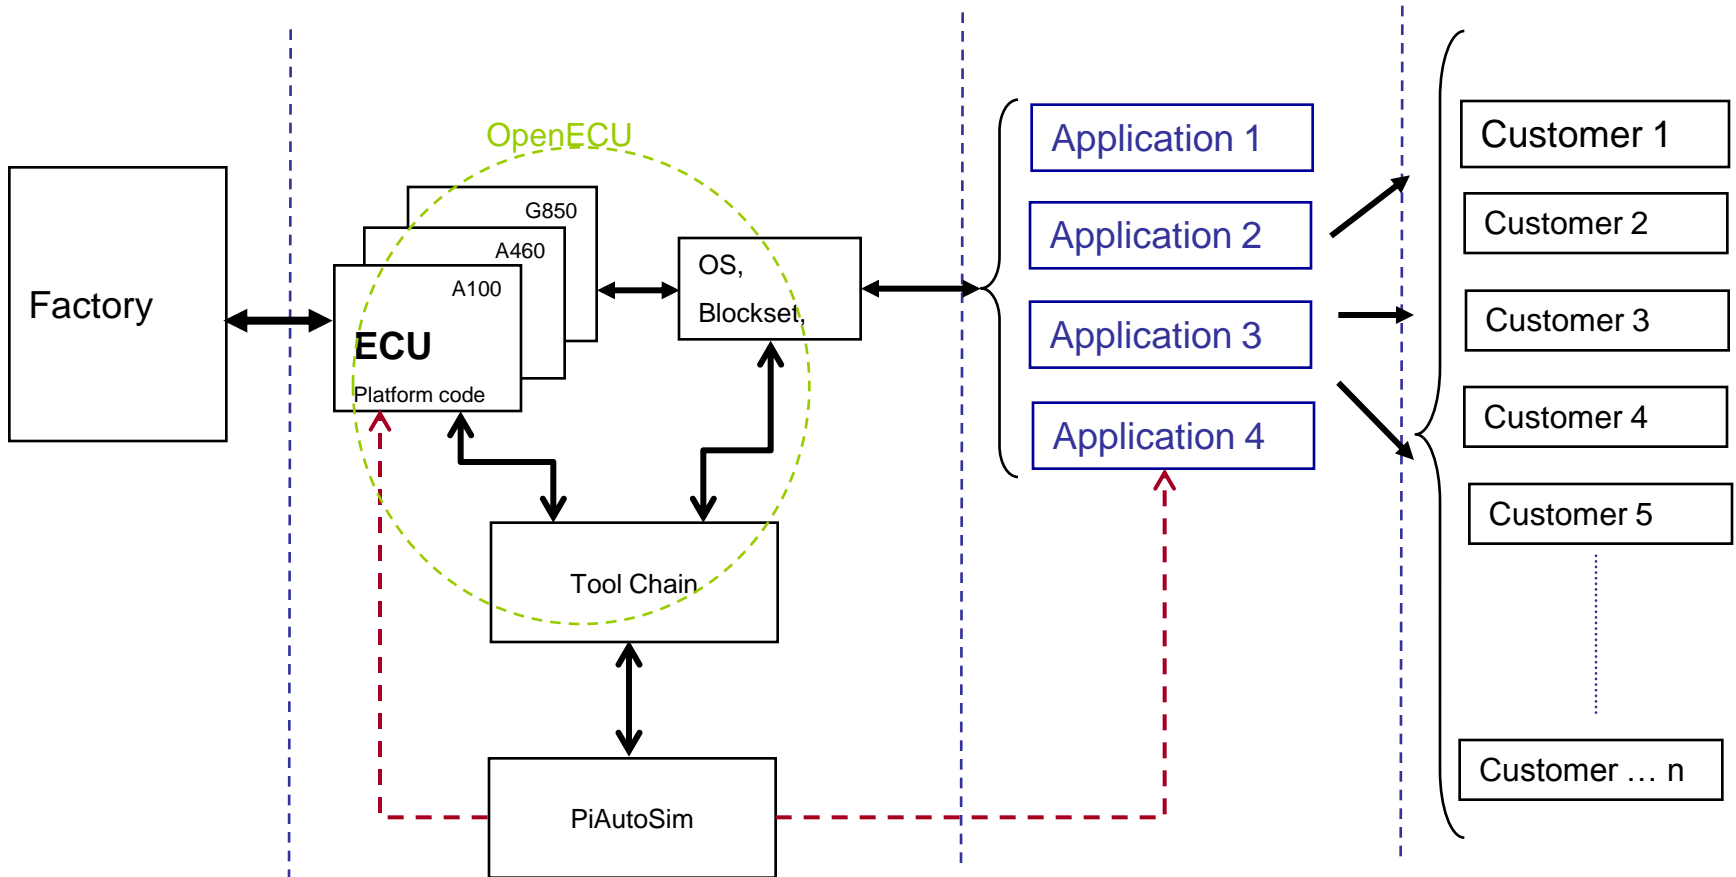 Factory
OpenECU
G850
A460
A100
ECU
Platform code
OS,
Blockset,
Tool Chain
PiAutoSim
Application 1
Application 2
Application 3
Application 4
Customer 1
Customer 2
Customer 3
Customer 4
Customer 5
Customer … n